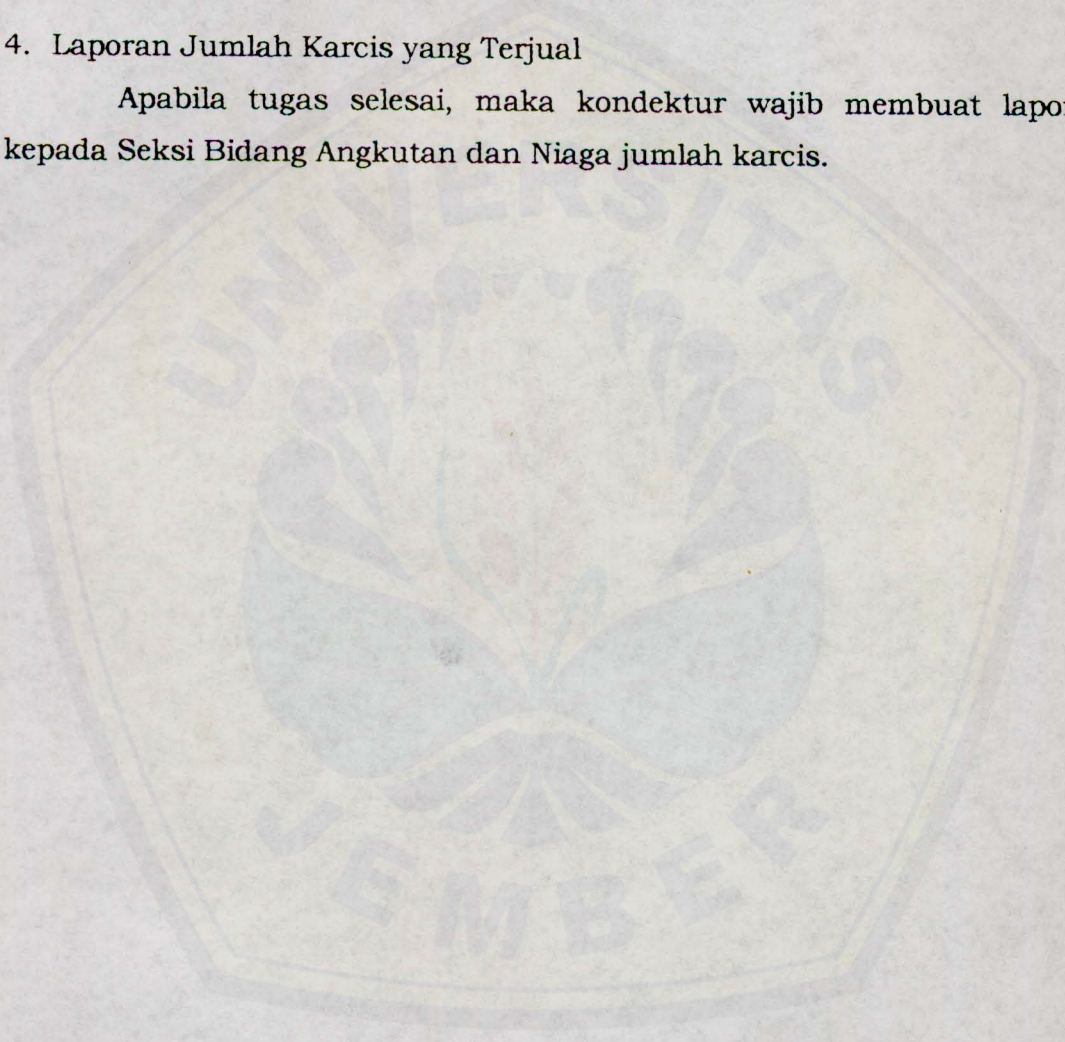 4. Laporan Jumlah Karcis yang Terjual
Apabila tugas selesai, maka kondektur wajib membuat lapor
kepada Seksi Bidang Angkutan dan Niaga jumlah karcis.
UNIVERSITAS
JEMBER